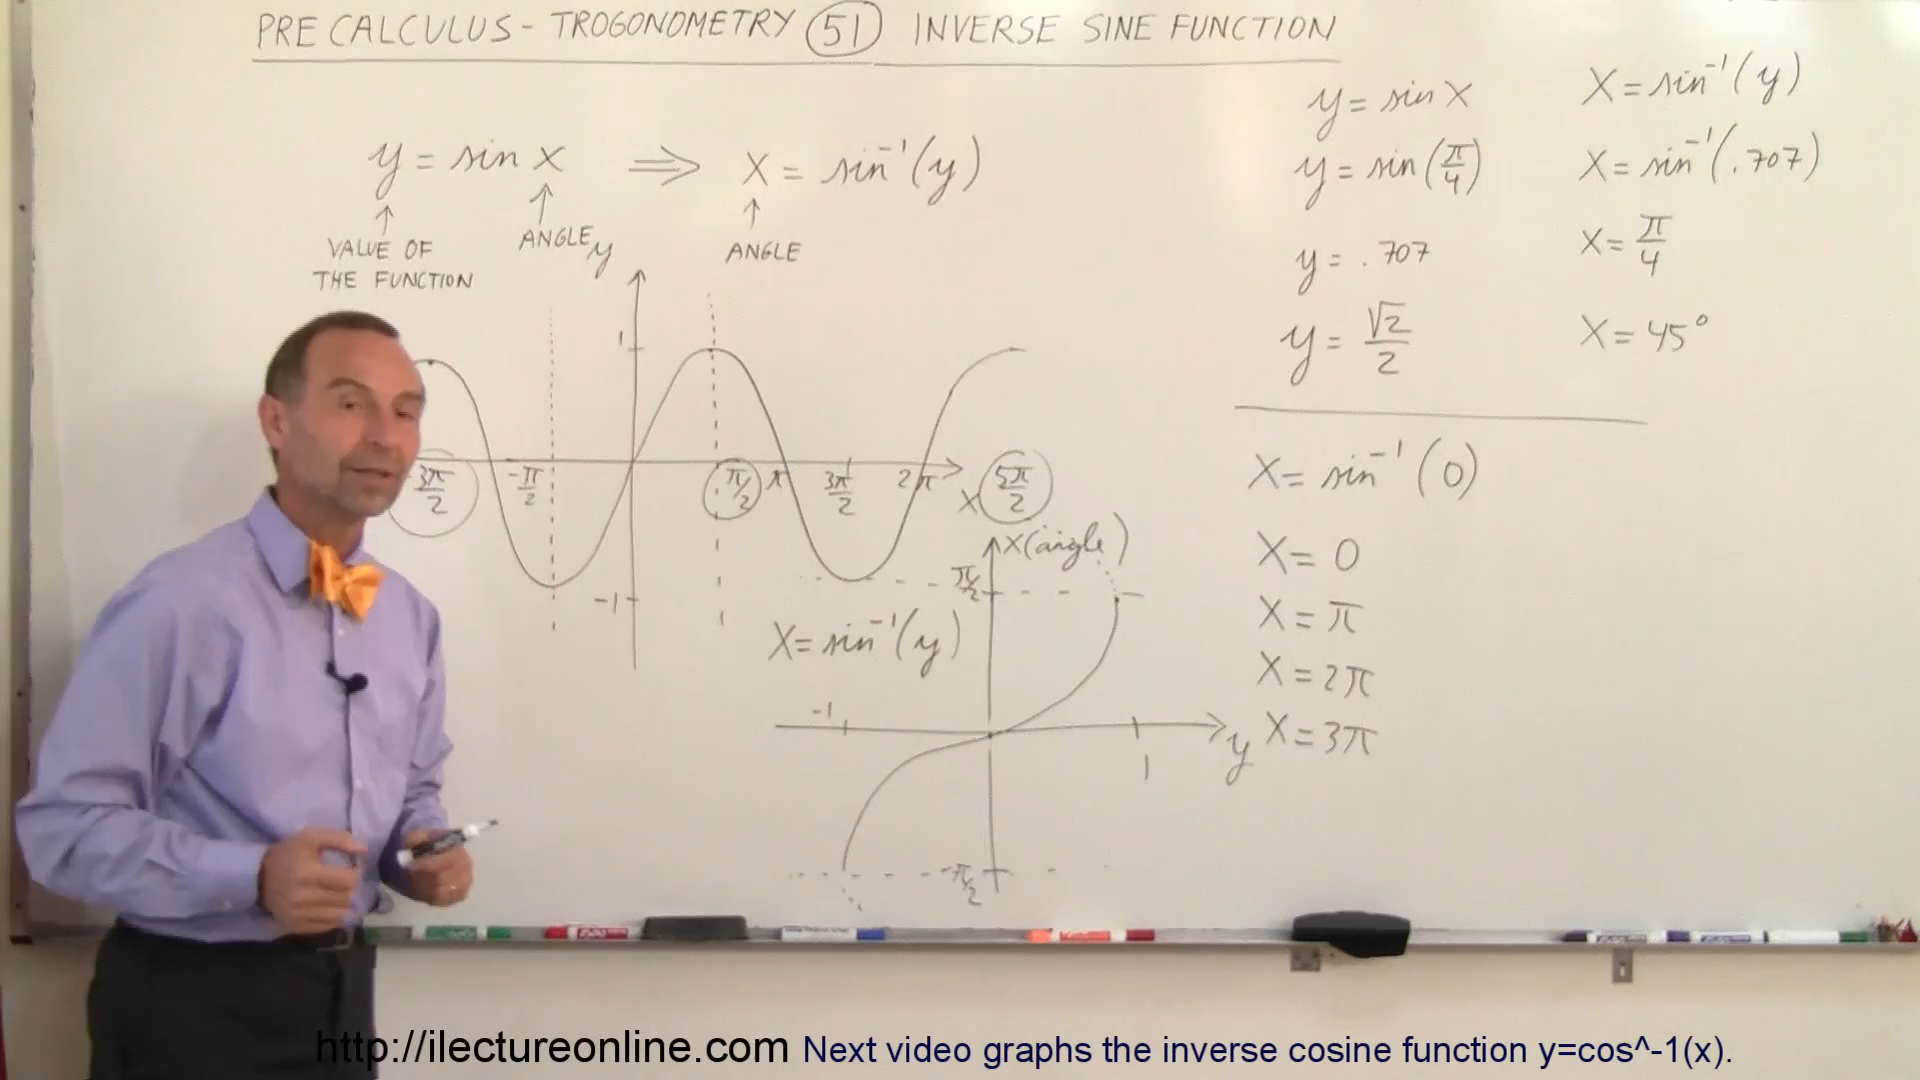 PRE CALCULUS - TROGONOMETRY 51 INVERSE SINE FUNCTION
y = sin x ⇒ x = sin⁻¹(y)
↑ ↑ ↑
VALUE OF
THE FUNCTION
ANGLE
ANGLE
y
1
-1
-3π/2
-π/2
π/2
π
3π/2
2π
x
5π/2
x (angle)
π/2
x = sin⁻¹(y)
-1
1
y
-π/2
y = sin x
y = sin(π/4)
y = .707
y = √2/2
x = sin⁻¹(y)
x = sin⁻¹(.707)
x = π/4
x = 45°
x = sin⁻¹(0)
x = 0
x = π
x = 2π
x = 3π
http://ilectureonline.com Next video graphs the inverse cosine function y=cos^-1(x).